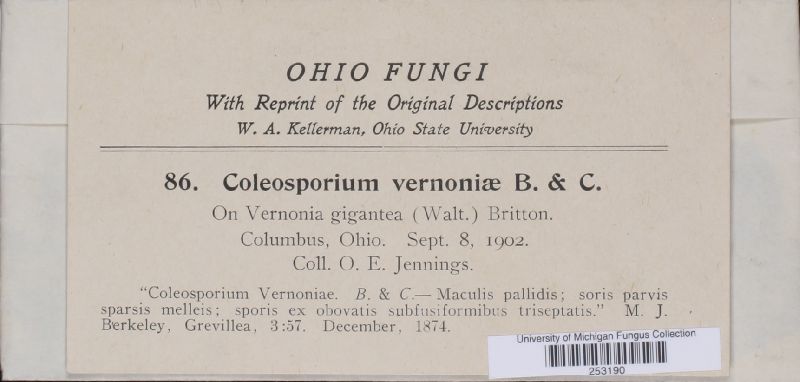 OHIO FUNGI
With Reprint of the Original Descriptions
W. A. Kellerman, Ohio State University
86. Coleosporium vernoniæ B. & C.
On Vernonia gigantea (Walt.) Britton.
Columbus, Ohio. Sept. 8, 1902.
Coll. O. E. Jennings.
“Coleosporium Vernoniae. B. & C.— Maculis pallidis; soris parvis
sparsis melleis; sporis ex obovatis subfusiformibus triseptatis.” M. J.
Berkeley, Grevillea, 3:57. December, 1874.
University of Michigan Fungus Collection
253190